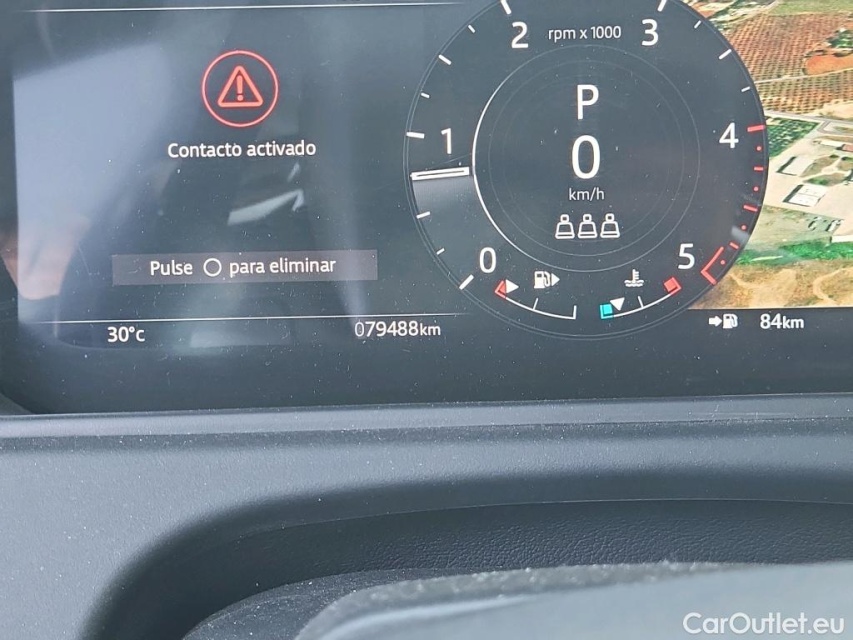 2 rpm x 1000 3
P
Contacto activado
1
4
0
km/h
Pulse O para eliminar
0
5
30°c
079488km
84km
CarOutlet.eu